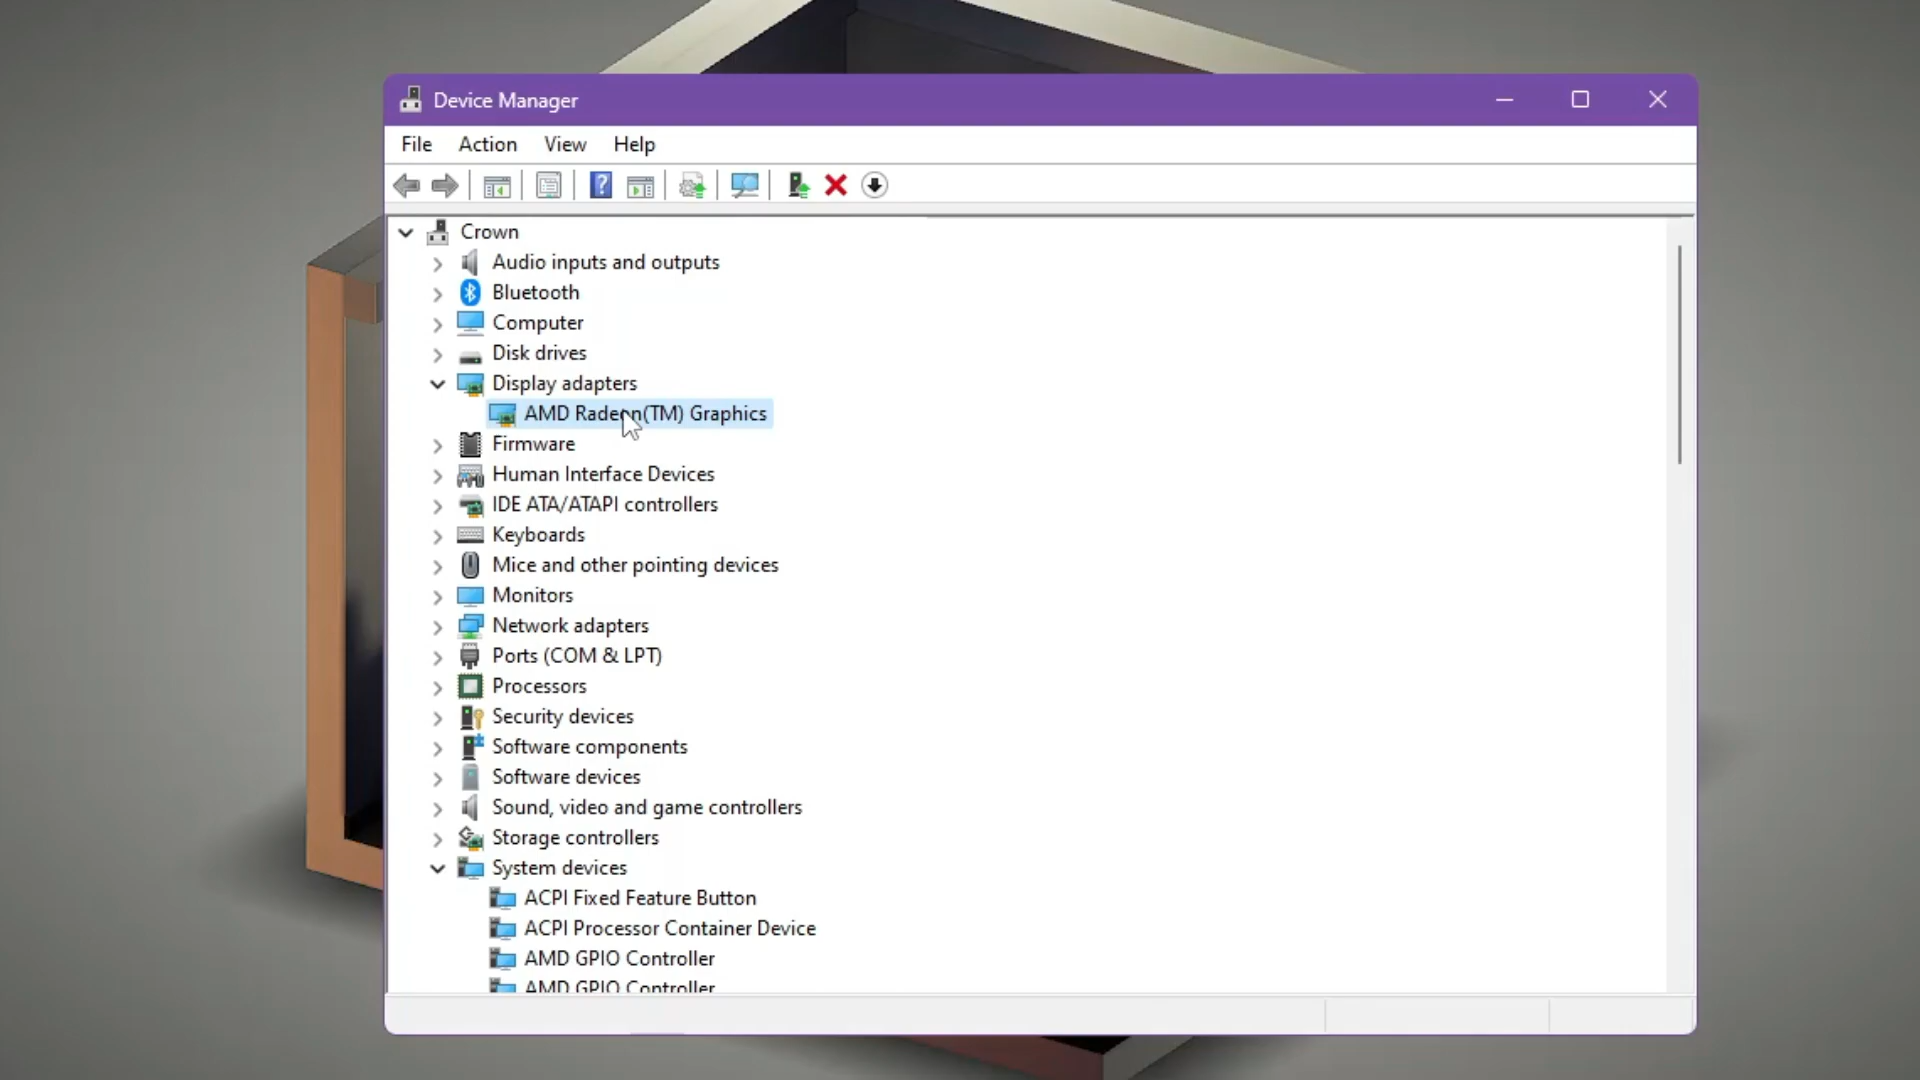 Device Manager
File Action View Help
Crown
Audio inputs and outputs
Bluetooth
Computer
Disk drives
Display adapters
AMD Radeon(TM) Graphics
Firmware
Human Interface Devices
IDE ATA/ATAPI controllers
Keyboards
Mice and other pointing devices
Monitors
Network adapters
Ports (COM & LPT)
Processors
Security devices
Software components
Software devices
Sound, video and game controllers
Storage controllers
System devices
ACPI Fixed Feature Button
ACPI Processor Container Device
AMD GPIO Controller
AMD GPIO Controller